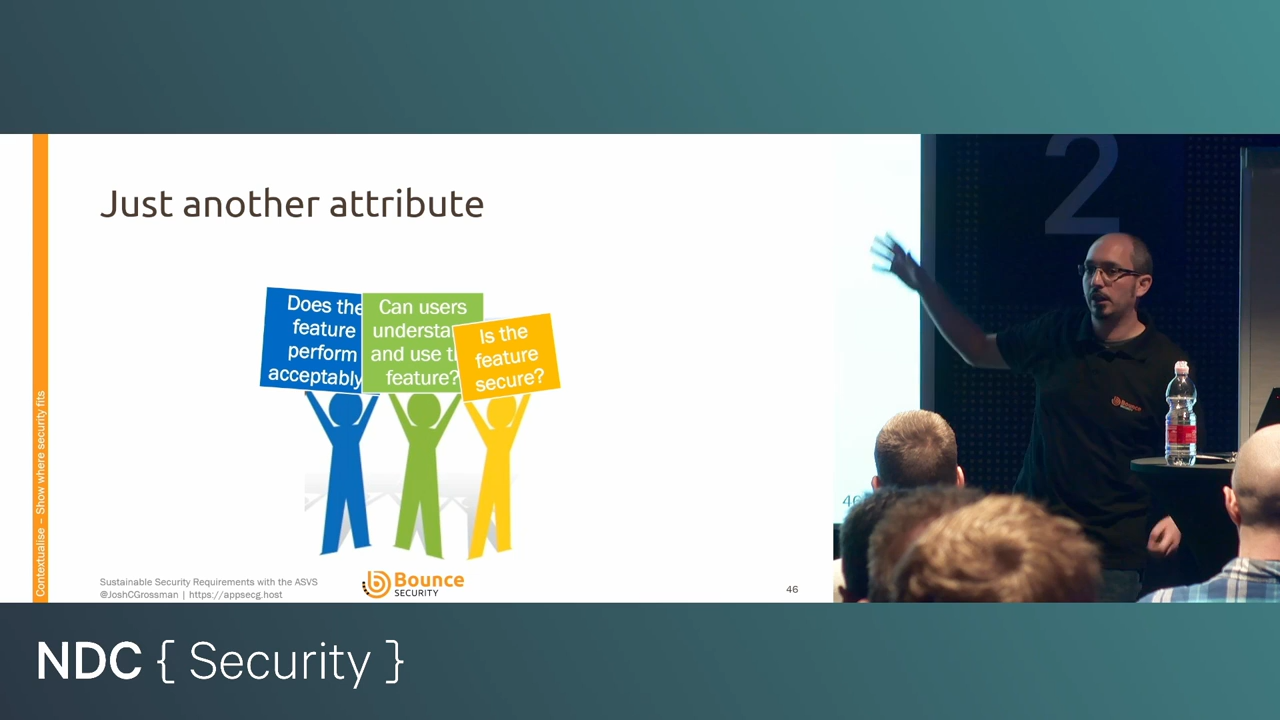 Just another attribute
Does the
feature
perform
acceptably
Can users
understa
and use t
feature?
Is the
feature
secure?
Contextualise – Show where security fits
Sustainable Security Requirements with the ASVS
@JoshCGrossman | https://appsecg.host
Bounce
SECURITY
46
2
Bounce
46
NDC { Security }